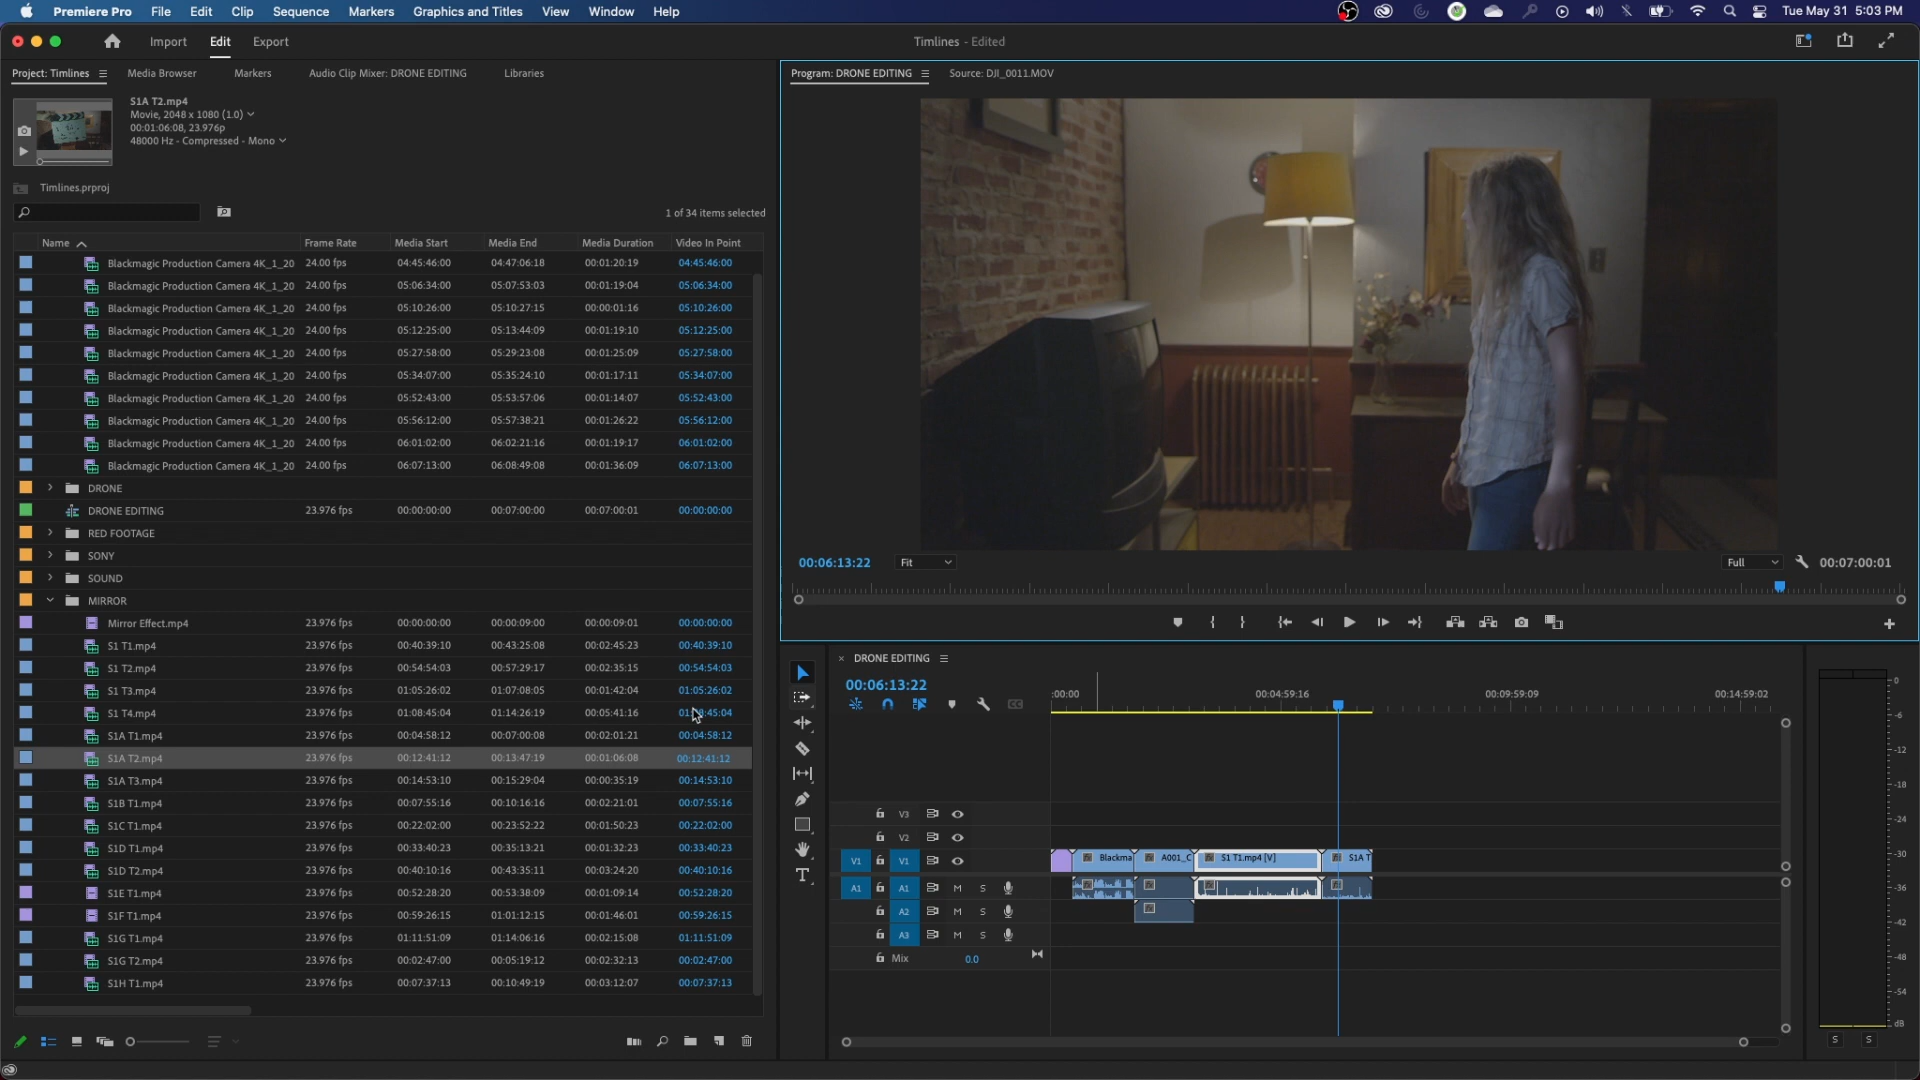 Premiere Pro File Edit Clip Sequence Markers Graphics and Titles View Window Help Tue May 31 5:03 PM
Import Edit Export Timlines - Edited
Project: Timlines Media Browser Markers Audio Clip Mixer: DRONE EDITING Libraries
S1A T2.mp4
Movie, 2048 x 1080 (1.0)
00:01:06:08, 23.976p
48000 Hz - Compressed - Mono
Timlines.prproj
1 of 34 items selected
Name Frame Rate Media Start Media End Media Duration Video In Point
Blackmagic Production Camera 4K_1_20 24.00 fps 04:45:46:00 04:47:06:18 00:01:20:19 04:45:46:00
Blackmagic Production Camera 4K_1_20 24.00 fps 05:06:34:00 05:07:53:03 00:01:19:04 05:06:34:00
Blackmagic Production Camera 4K_1_20 24.00 fps 05:10:26:00 05:10:27:15 00:00:01:16 05:10:26:00
Blackmagic Production Camera 4K_1_20 24.00 fps 05:12:25:00 05:13:44:09 00:01:19:10 05:12:25:00
Blackmagic Production Camera 4K_1_20 24.00 fps 05:27:58:00 05:29:23:08 00:01:25:09 05:27:58:00
Blackmagic Production Camera 4K_1_20 24.00 fps 05:34:07:00 05:35:24:10 00:01:17:11 05:34:07:00
Blackmagic Production Camera 4K_1_20 24.00 fps 05:52:43:00 05:53:57:06 00:01:14:07 05:52:43:00
Blackmagic Production Camera 4K_1_20 24.00 fps 05:56:12:00 05:57:38:21 00:01:26:22 05:56:12:00
Blackmagic Production Camera 4K_1_20 24.00 fps 06:01:02:00 06:02:21:16 00:01:19:17 06:01:02:00
Blackmagic Production Camera 4K_1_20 24.00 fps 06:07:13:00 06:08:49:08 00:01:36:09 06:07:13:00
DRONE
DRONE EDITING 23.976 fps 00:00:00:00 00:07:00:00 00:07:00:01 00:00:00:00
RED FOOTAGE
SONY
SOUND
MIRROR
Mirror Effect.mp4 23.976 fps 00:00:00:00 00:00:09:00 00:00:09:01 00:00:00:00
S1 T1.mp4 23.976 fps 00:40:39:10 00:43:25:08 00:02:45:23 00:40:39:10
S1 T2.mp4 23.976 fps 00:54:54:03 00:57:29:17 00:02:35:15 00:54:54:03
S1 T3.mp4 23.976 fps 01:05:26:02 01:07:08:05 00:01:42:04 01:05:26:02
S1 T4.mp4 23.976 fps 01:08:45:04 01:14:26:19 00:05:41:16 45:04
S1A T1.mp4 23.976 fps 00:04:58:12 00:07:00:08 00:02:01:21 00:04:58:12
S1A T2.mp4 23.976 fps 00:12:41:12 00:13:47:19 00:01:06:08 00:12:41:12
S1A T3.mp4 23.976 fps 00:14:53:10 00:15:29:04 00:00:35:19 00:14:53:10
S1B T1.mp4 23.976 fps 00:07:55:16 00:10:16:16 00:02:21:01 00:07:55:16
S1C T1.mp4 23.976 fps 00:22:02:00 00:23:52:22 00:01:50:23 00:22:02:00
S1D T1.mp4 23.976 fps 00:33:40:23 00:35:13:21 00:01:32:23 00:33:40:23
S1D T2.mp4 23.976 fps 00:40:10:16 00:43:35:11 00:03:24:20 00:40:10:16
S1E T1.mp4 23.976 fps 00:52:28:20 00:53:38:09 00:01:09:14 00:52:28:20
S1F T1.mp4 23.976 fps 00:59:26:15 01:01:12:15 00:01:46:01 00:59:26:15
S1G T1.mp4 23.976 fps 01:11:51:09 01:14:06:16 00:02:15:08 01:11:51:09
S1G T2.mp4 23.976 fps 00:02:47:00 00:05:19:12 00:02:32:13 00:02:47:00
S1H T1.mp4 23.976 fps 00:07:37:13 00:10:49:19 00:03:12:07 00:07:37:13
Program: DRONE EDITING Source: DJI_0011.MOV
00:06:13:22 Fit Full 00:07:00:01
DRONE EDITING
00:06:13:22
:00:00 00:04:59:16 00:09:59:09 00:14:59:02
V3
V2
V1 V1 Blackma A001_C S1 T1.mp4 [V] S1A T
A1 A1 M S
A2 M S
A3 M S
Mix 0.0
0
-6
-12
-18
-24
-30
-36
-42
-48
-54
dB
S S